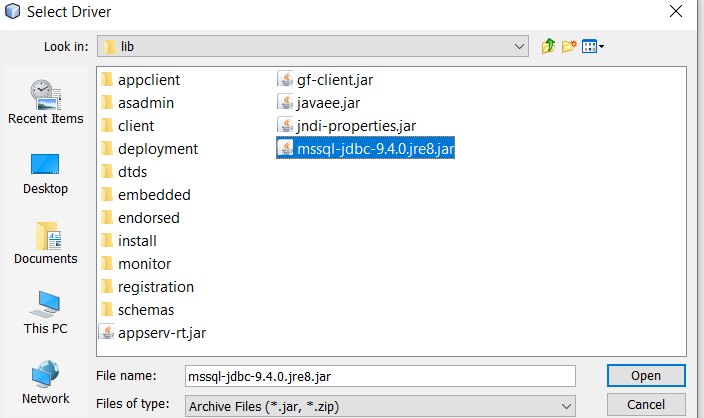 Select Driver
Look in:
lib
Recent Items
Desktop
Documents
This PC
Network
appclient
asadmin
client
deployment
dtds
embedded
endorsed
install
monitor
registration
schemas
appserv-rt.jar
gf-client.jar
javaee.jar
jndi-properties.jar
mssql-jdbc-9.4.0.jre8.jar
File name:
mssql-jdbc-9.4.0.jre8.jar
Open
Files of type:
Archive Files (*.jar, *.zip)
Cancel